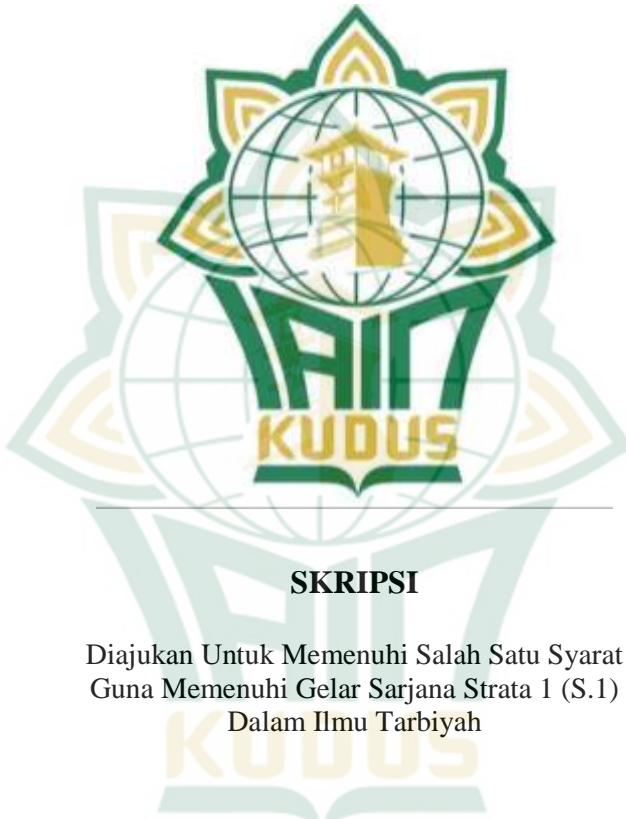 IAIN
KUDUS
SKRIPSI
Diajukan Untuk Memenuhi Salah Satu Syarat
Guna Memenuhi Gelar Sarjana Strata 1 (S.1)
Dalam Ilmu Tarbiyah
KUDUS